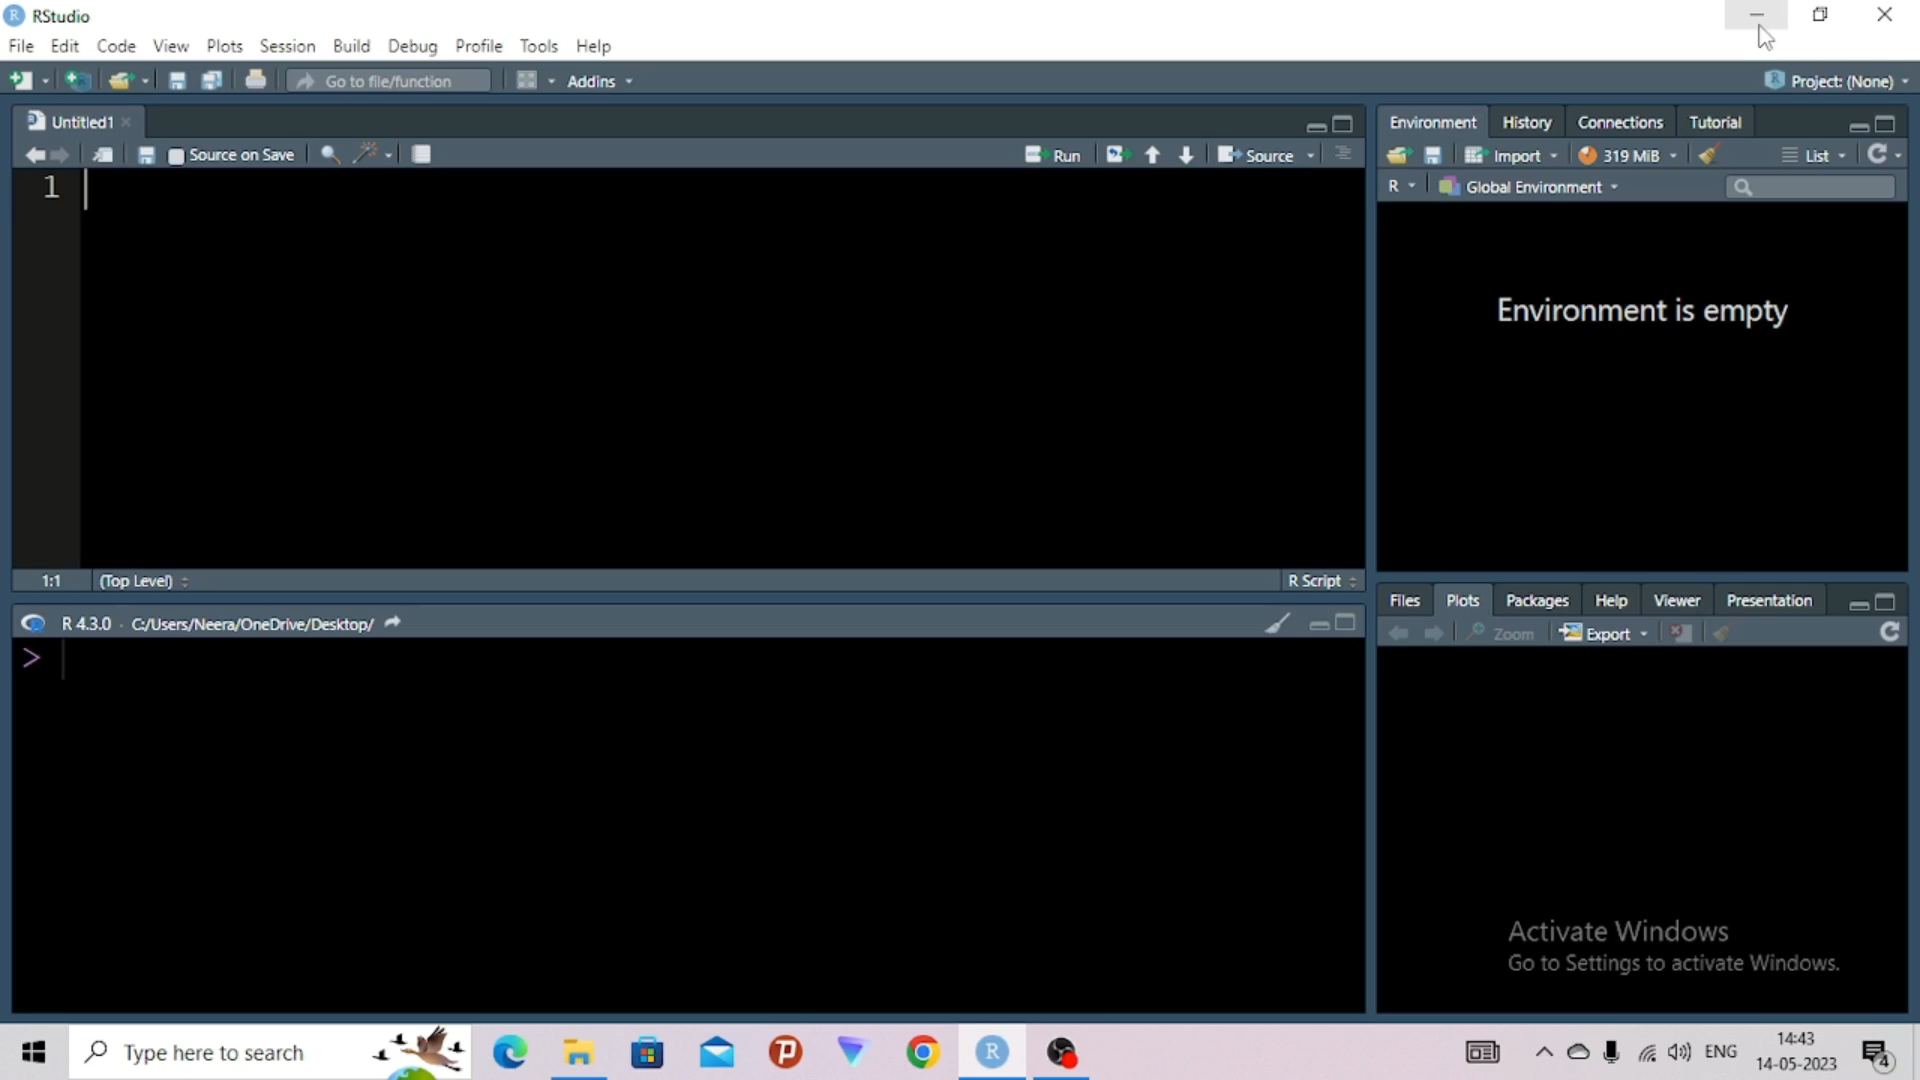 RStudio
File Edit Code View Plots Session Build Debug Profile Tools Help
Go to file/function Addins Project: (None)
Untitled1
Source on Save Run Source
1
1:1 (Top Level) R Script
R 4.3.0 · C:/Users/Neera/OneDrive/Desktop/
>
Environment History Connections Tutorial
Import 319 MiB List
R Global Environment
Environment is empty
Files Plots Packages Help Viewer Presentation
Zoom Export
Activate Windows
Go to Settings to activate Windows.
Type here to search
R
ENG
14:43
14-05-2023
4